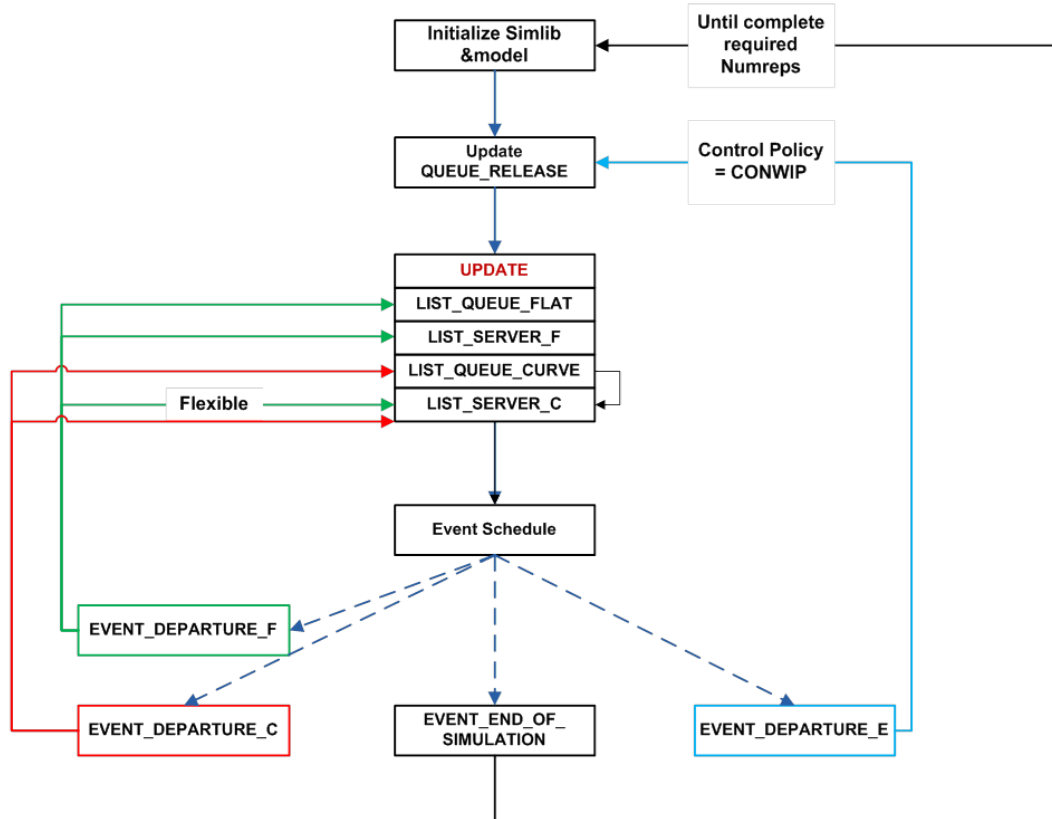 Initialize Simlib
&model
Until complete
required
Numreps
Update
QUEUE_RELEASE
Control Policy
= CONWIP
UPDATE
LIST_QUEUE_FLAT
LIST_SERVER_F
LIST_QUEUE_CURVE
Flexible
LIST_SERVER_C
Event Schedule
EVENT_DEPARTURE_F
EVENT_DEPARTURE_C
EVENT_END_OF_
SIMULATION
EVENT_DEPARTURE_E